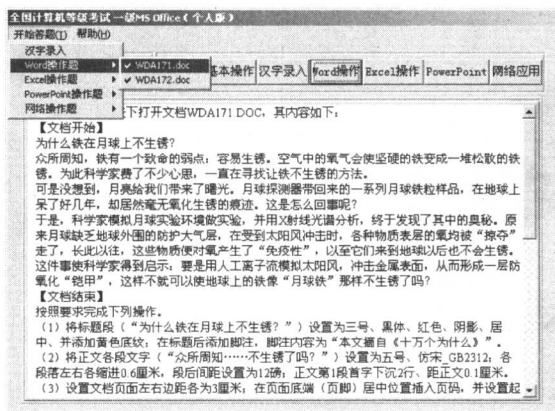 全国计算机等级考试 一级MS Office ( 个人版 )
开始答题(T) 帮助(H)
汉字录入
Word操作题 WDA171.doc
Excel操作题 WDA172.doc
PowerPoint操作题
网络操作题
基本操作 汉字录入 Word操作 Excel操作 PowerPoint 网络应用
下打开文档WDA171.DOC，其内容如下：
【文档开始】
为什么铁在月球上不生锈?
众所周知，铁有一个致命的弱点：容易生锈。空气中的氧气会使坚硬的铁变成一堆松散的铁
锈。为此科学家费了不少心思，一直在寻找让铁不生锈的方法。
可是没想到，月亮给我们带来了曙光。月球探测器带回来的一系列月球铁粒样品，在地球上
呆了好几年，却居然毫无氧化生锈的痕迹。这是怎么回事呢?
于是，科学家模拟月球实验环境做实验，并用X射线光谱分析，终于发现了其中的奥秘。原
来月球缺乏地球外围的防护大气层，在受到太阳风冲击时，各种物质表层的氧均被“掠夺”
走了，长此以往，这些物质便对氧产生了“免疫性”，以至它们来到地球以后也不会生锈。
这件事使科学家得到启示：要是用人工离子流模拟太阳风，冲击金属表面，从而形成一层防
氧化“铠甲”，这样不就可以使地球上的铁像“月球铁”那样不生锈了吗?
【文档结束】
按照要求完成下列操作。
(1) 将标题段 (“为什么铁在月球上不生锈?”) 设置为三号、黑体、红色、阴影、居
中、并添加黄色底纹；在标题后添加脚注，脚注内容为“本文摘自《十万个为什么》。
(2) 将正文各段文字 (“众所周知……不生锈了吗?”) 设置为五号、仿宋_GB2312；各
段落左右各缩进0.6厘米，段后间距设置为12磅；正文第1段首字下沉2行、距正文0.1厘米。
(3) 设置文档页面左右边距各为3厘米；在页面底端 (页脚) 居中位置插入页码，并设置起